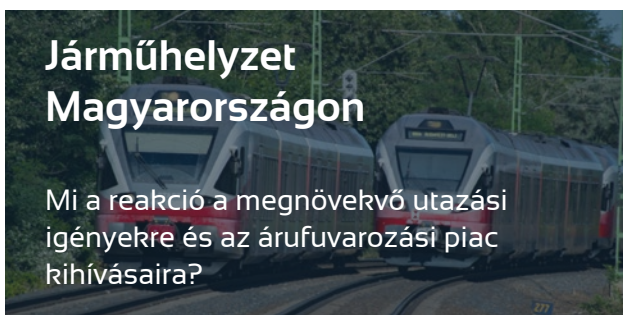 Járműhelyzet
Magyarországon
Mi a reakció a megnövekvő utazási
igényekre és az árufuvarozási piac
kihívásaira?